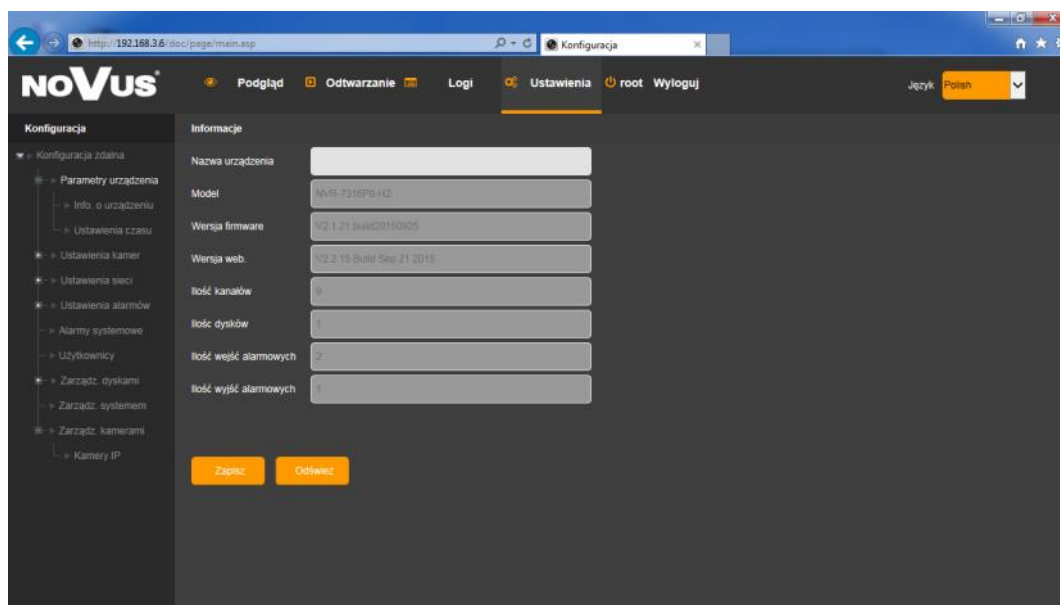 http://192.168.3.6/doc/page/main.asp
Konfiguracja
NOVUS
Podgląd
Odtwarzanie
Logi
Ustawienia
root
Wyloguj
Język
Polish
Konfiguracja
Informacje
Konfiguracja zdalna
Parametry urządzenia
Info. o urządzeniu
Ustawienia czasu
Ustawienia kamer
Ustawienia sieci
Ustawienia alarmów
Alarmy systemowe
Użytkownicy
Zarządz. dyskami
Zarządz. systemem
Zarządz. kamerami
Kamery IP
Nazwa urządzenia
Model
NVR-7316P8-H2
Wersja firmware
V2.1.21 build20150925
Wersja web.
V2.2.15 Build Sep 21 2015
Ilość kanałów
9
Ilośc dysków
1
Ilość wejść alarmowych
2
Ilość wyjść alarmowych
1
Zapisz
Odśwież